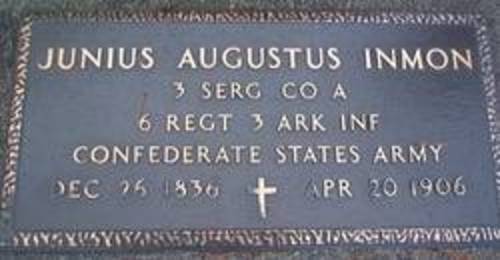 JUNIUS AUGUSTUS INMON
3 SERG CO A
6 REGT 3 ARK INF
CONFEDERATE STATES ARMY
DEC 26 1836 APR 20 1906